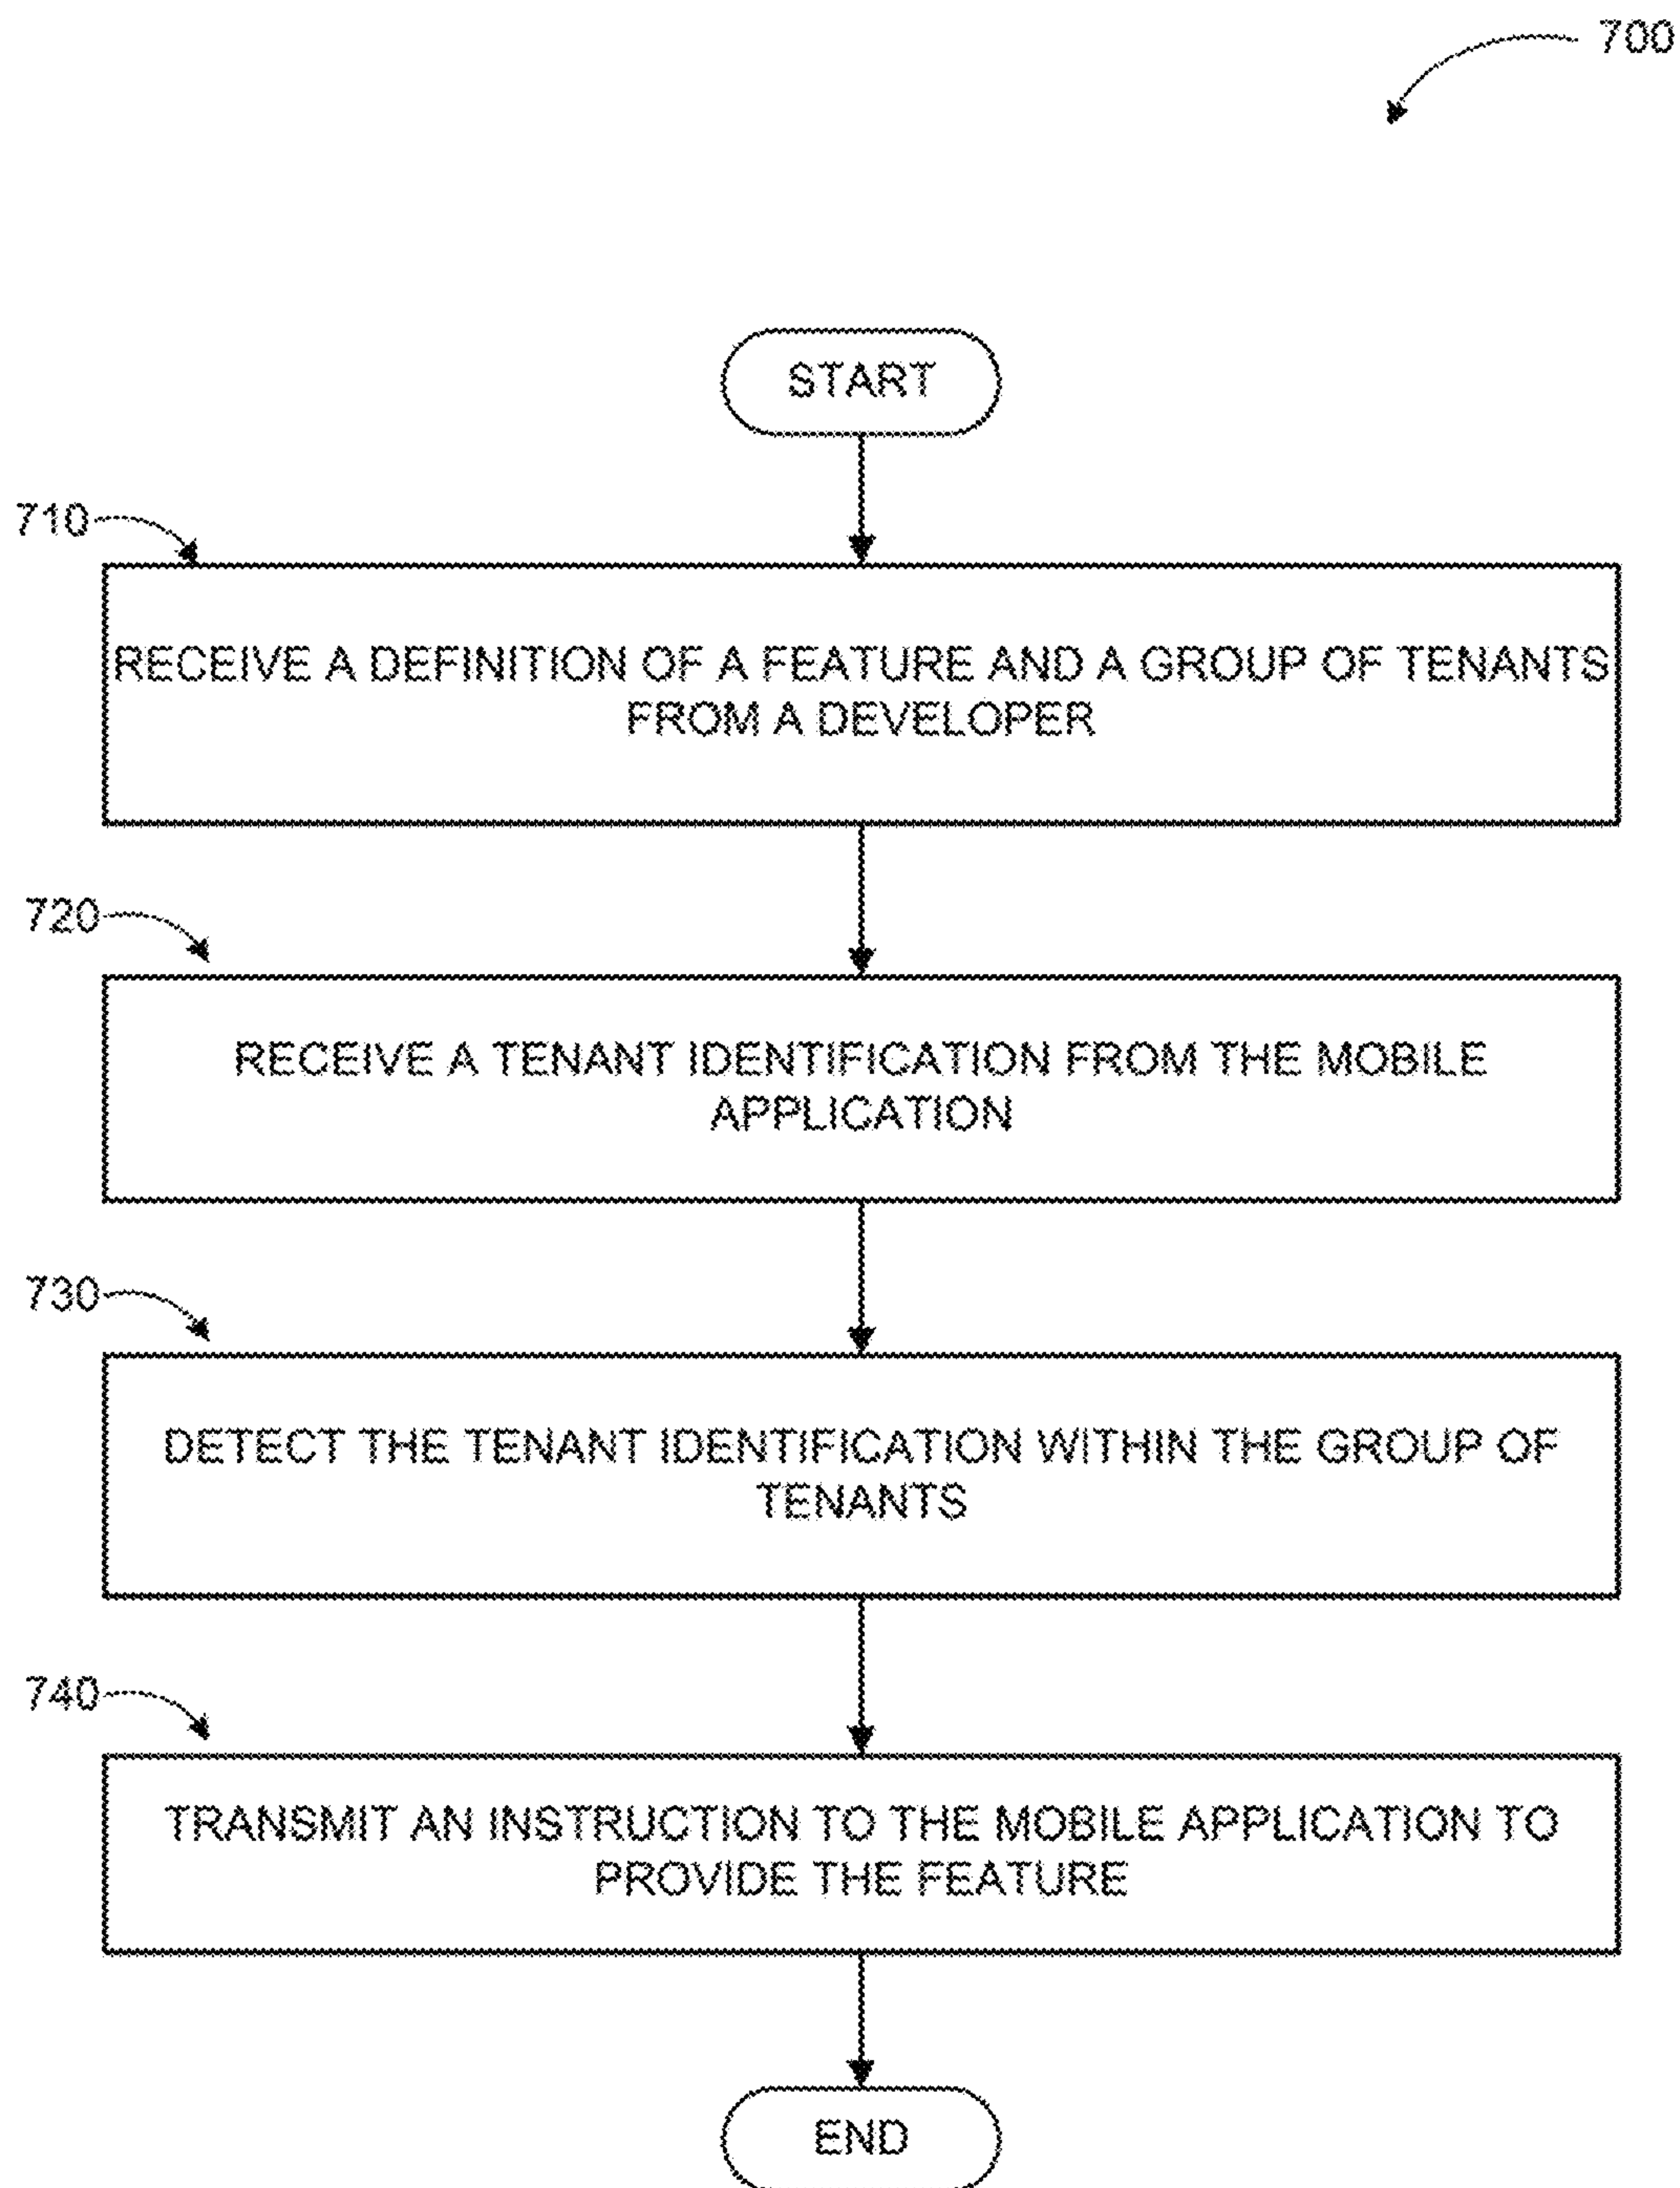 700
START
710
RECEIVE A DEFINITION OF A FEATURE AND A GROUP OF TENANTS
FROM A DEVELOPER
720
RECEIVE A TENANT IDENTIFICATION FROM THE MOBILE
APPLICATION
730
DETECT THE TENANT IDENTIFICATION WITHIN THE GROUP OF
TENANTS
740
TRANSMIT AN INSTRUCTION TO THE MOBILE APPLICATION TO
PROVIDE THE FEATURE
END